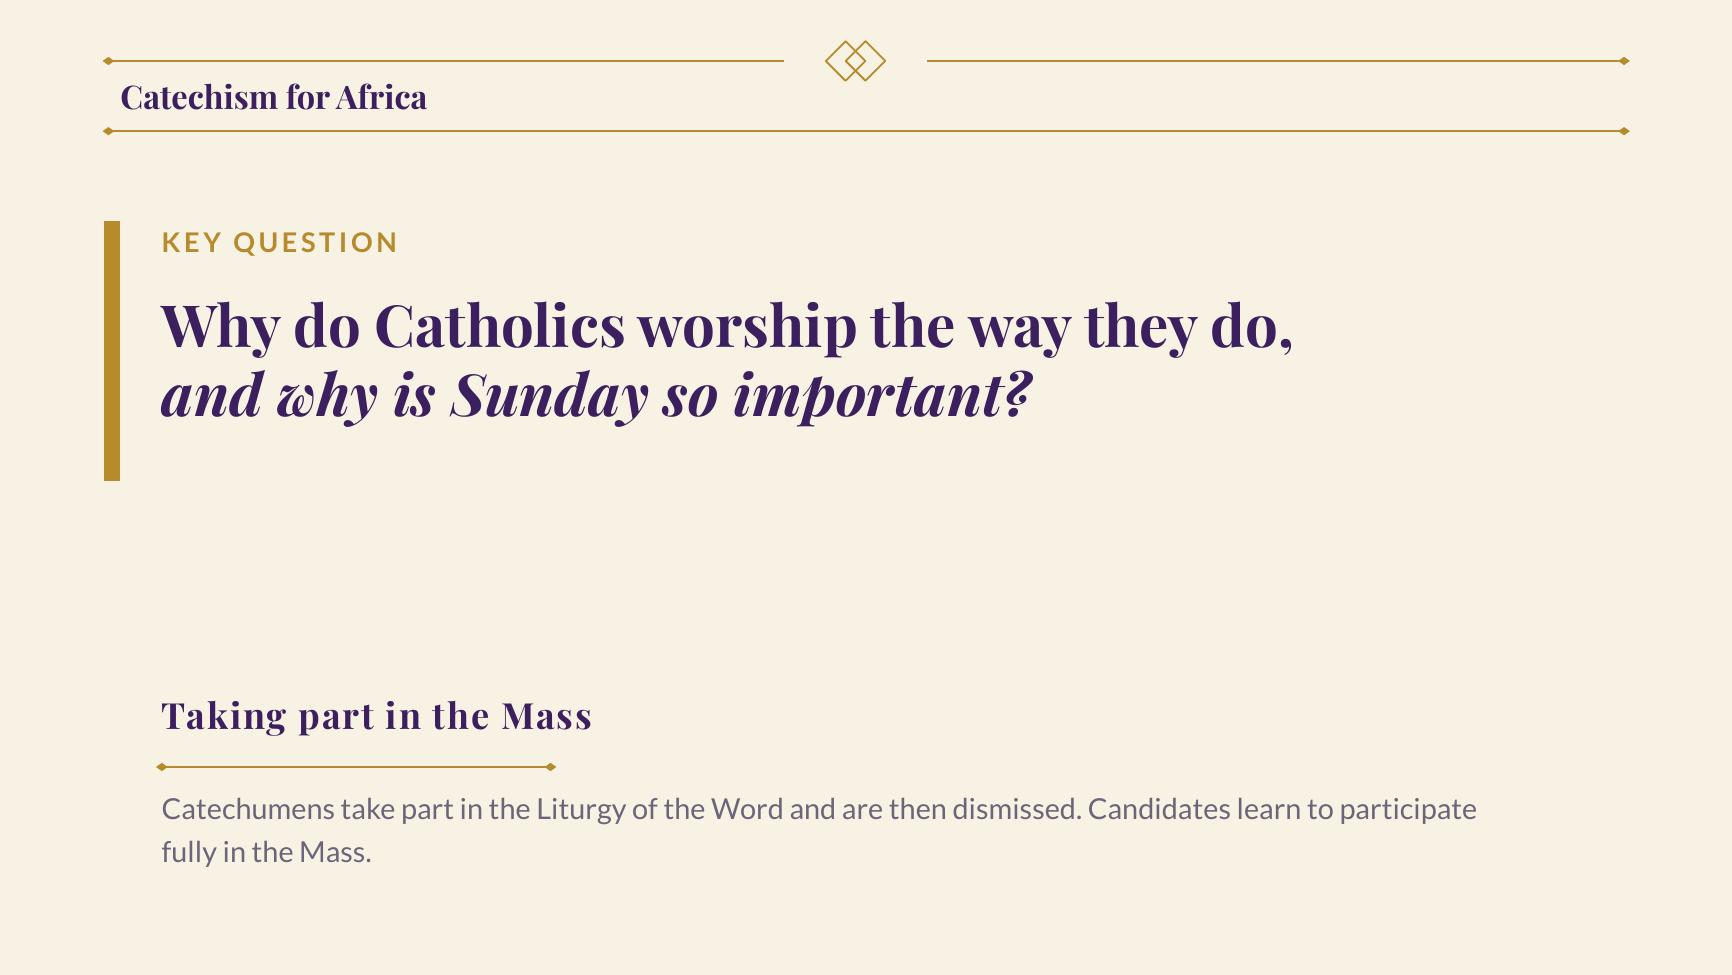 Catechism for Africa
KEY QUESTION
Why do Catholics worship the way they do,
and why is Sunday so important?
Taking part in the Mass
Catechumens take part in the Liturgy of the Word and are then dismissed. Candidates learn to participate
fully in the Mass.